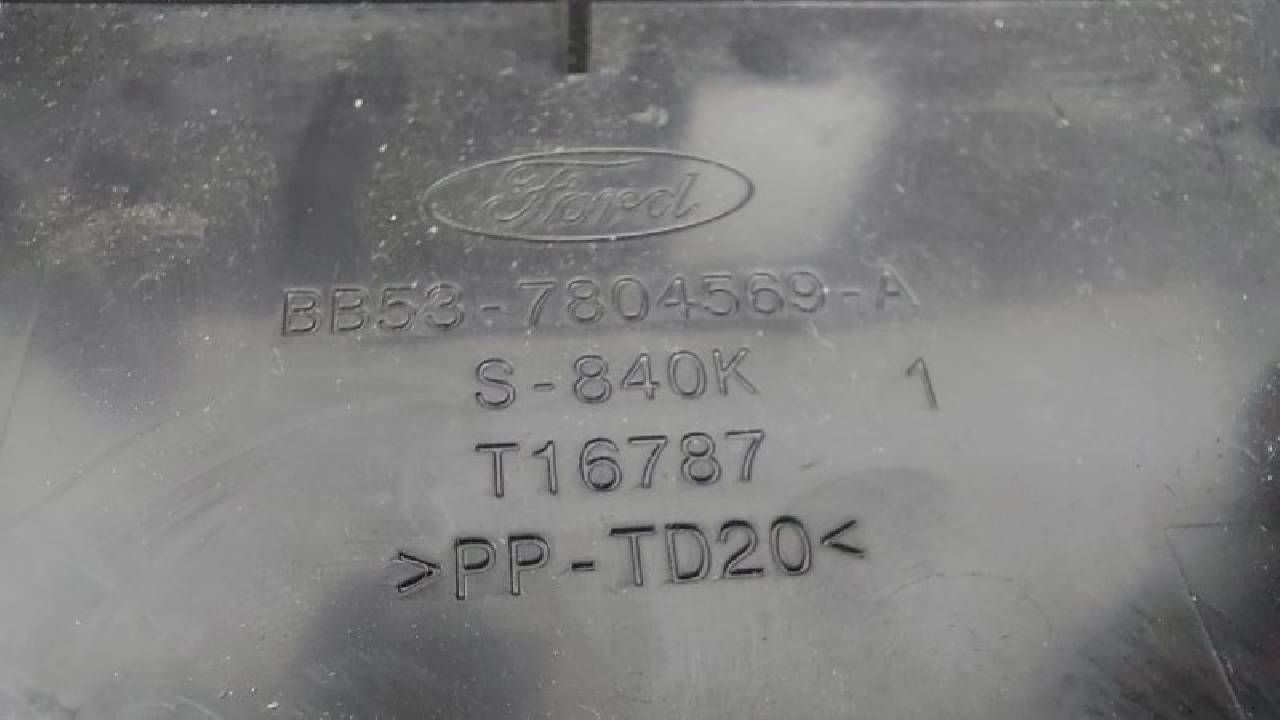 Ford
BB53-7804569-A
S-840K 1
T16787
>PP-TD20<